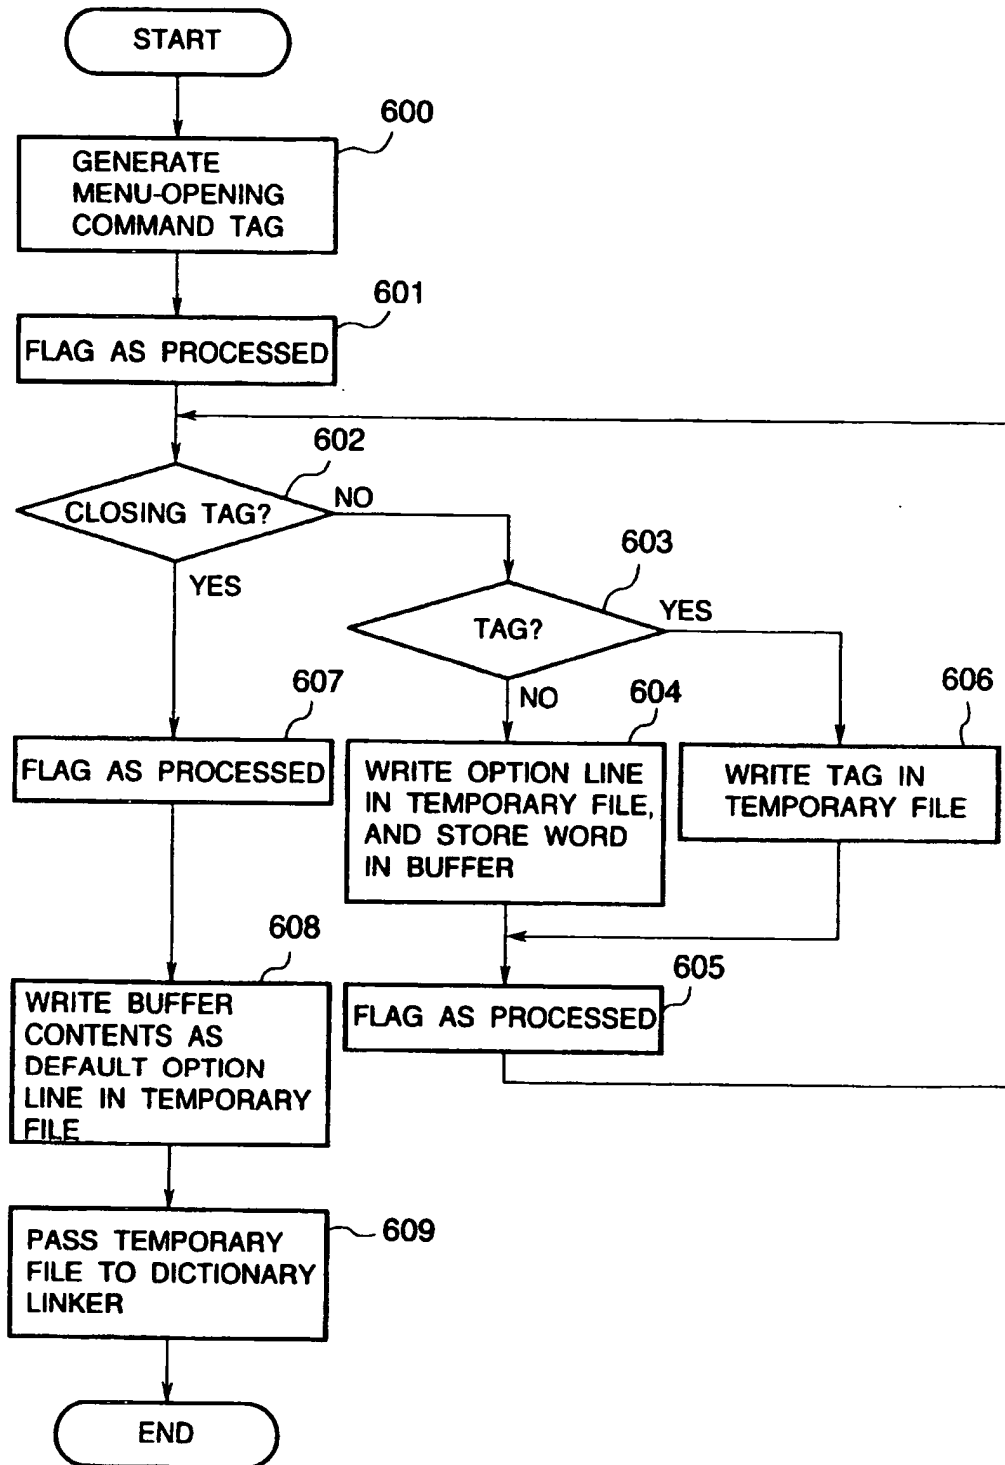 START
600
GENERATE
MENU-OPENING
COMMAND TAG
601
FLAG AS PROCESSED
602
CLOSING TAG?
NO
YES
603
TAG?
YES
NO
607
FLAG AS PROCESSED
604
WRITE OPTION LINE
IN TEMPORARY FILE,
AND STORE WORD
IN BUFFER
606
WRITE TAG IN
TEMPORARY FILE
605
FLAG AS PROCESSED
608
WRITE BUFFER
CONTENTS AS
DEFAULT OPTION
LINE IN TEMPORARY
FILE
609
PASS TEMPORARY
FILE TO DICTIONARY
LINKER
END